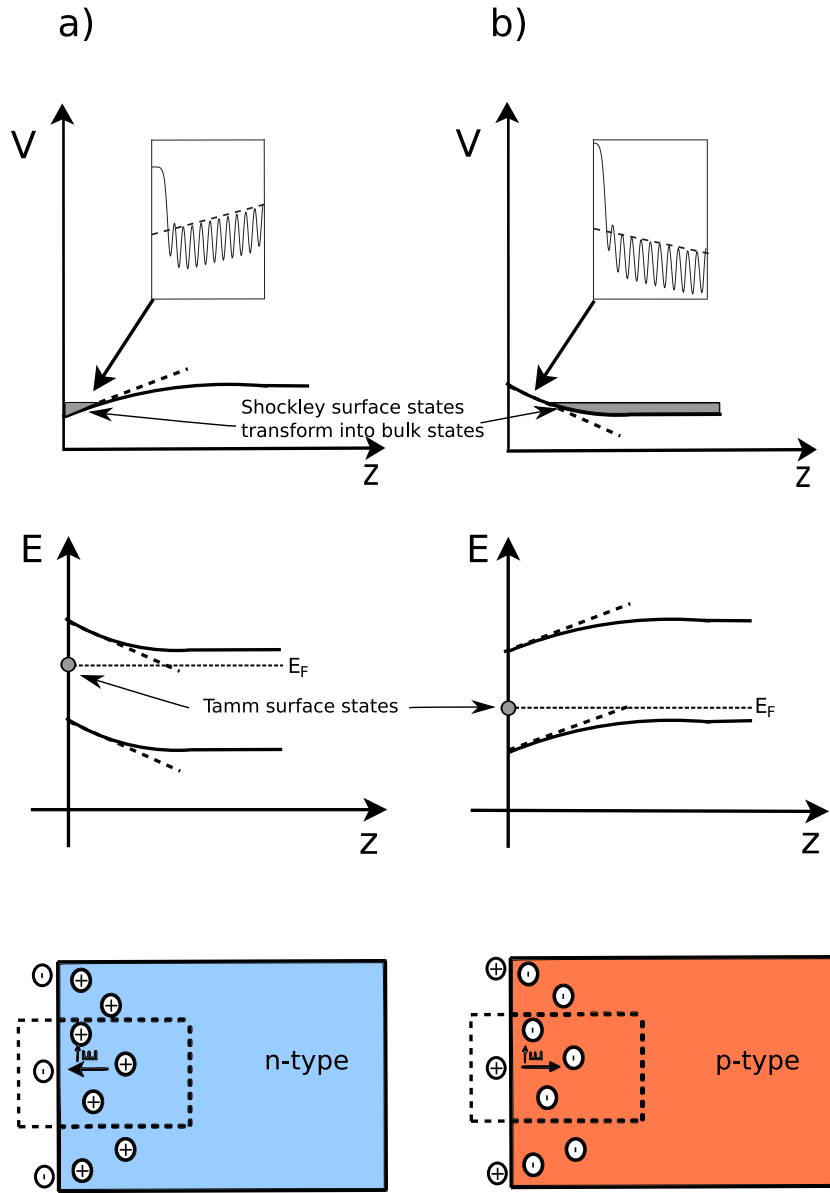 a)
b)
V
V
Shockley surface states
transform into bulk states
z
z
E
E
E_F
Tamm surface states
E_F
z
z
- + + + - + + - + + + -
+ - - - + - - + - - - +
n-type
p-type